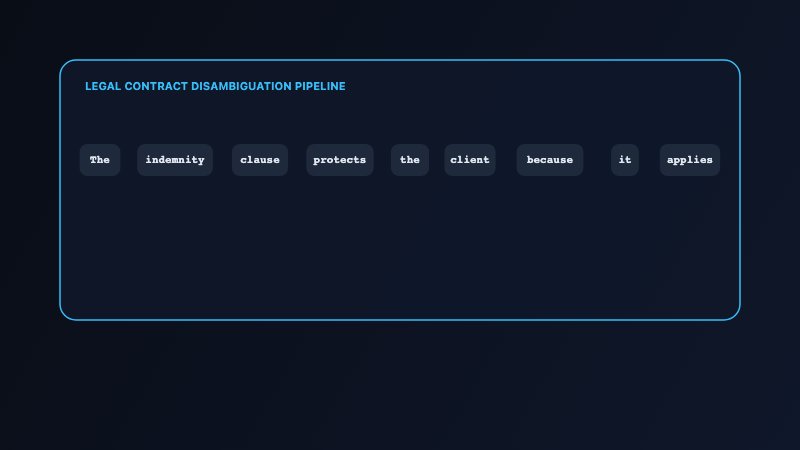 LEGAL CONTRACT DISAMBIGUATION PIPELINE
The indemnity clause protects the client because it applies